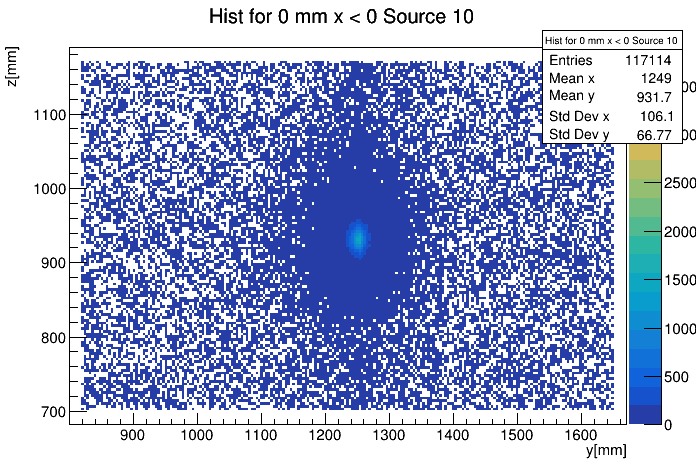 Hist for 0 mm x < 0 Source 10
Hist for 0 mm x < 0 Source 10
Entries 117114
Mean x 1249
Mean y 931.7
Std Dev x 106.1
Std Dev y 66.77
z[mm]
1100
1000
900
800
700
900 1000 1100 1200 1300 1400 1500 1600
y[mm]
2500
2000
1500
1000
500
0